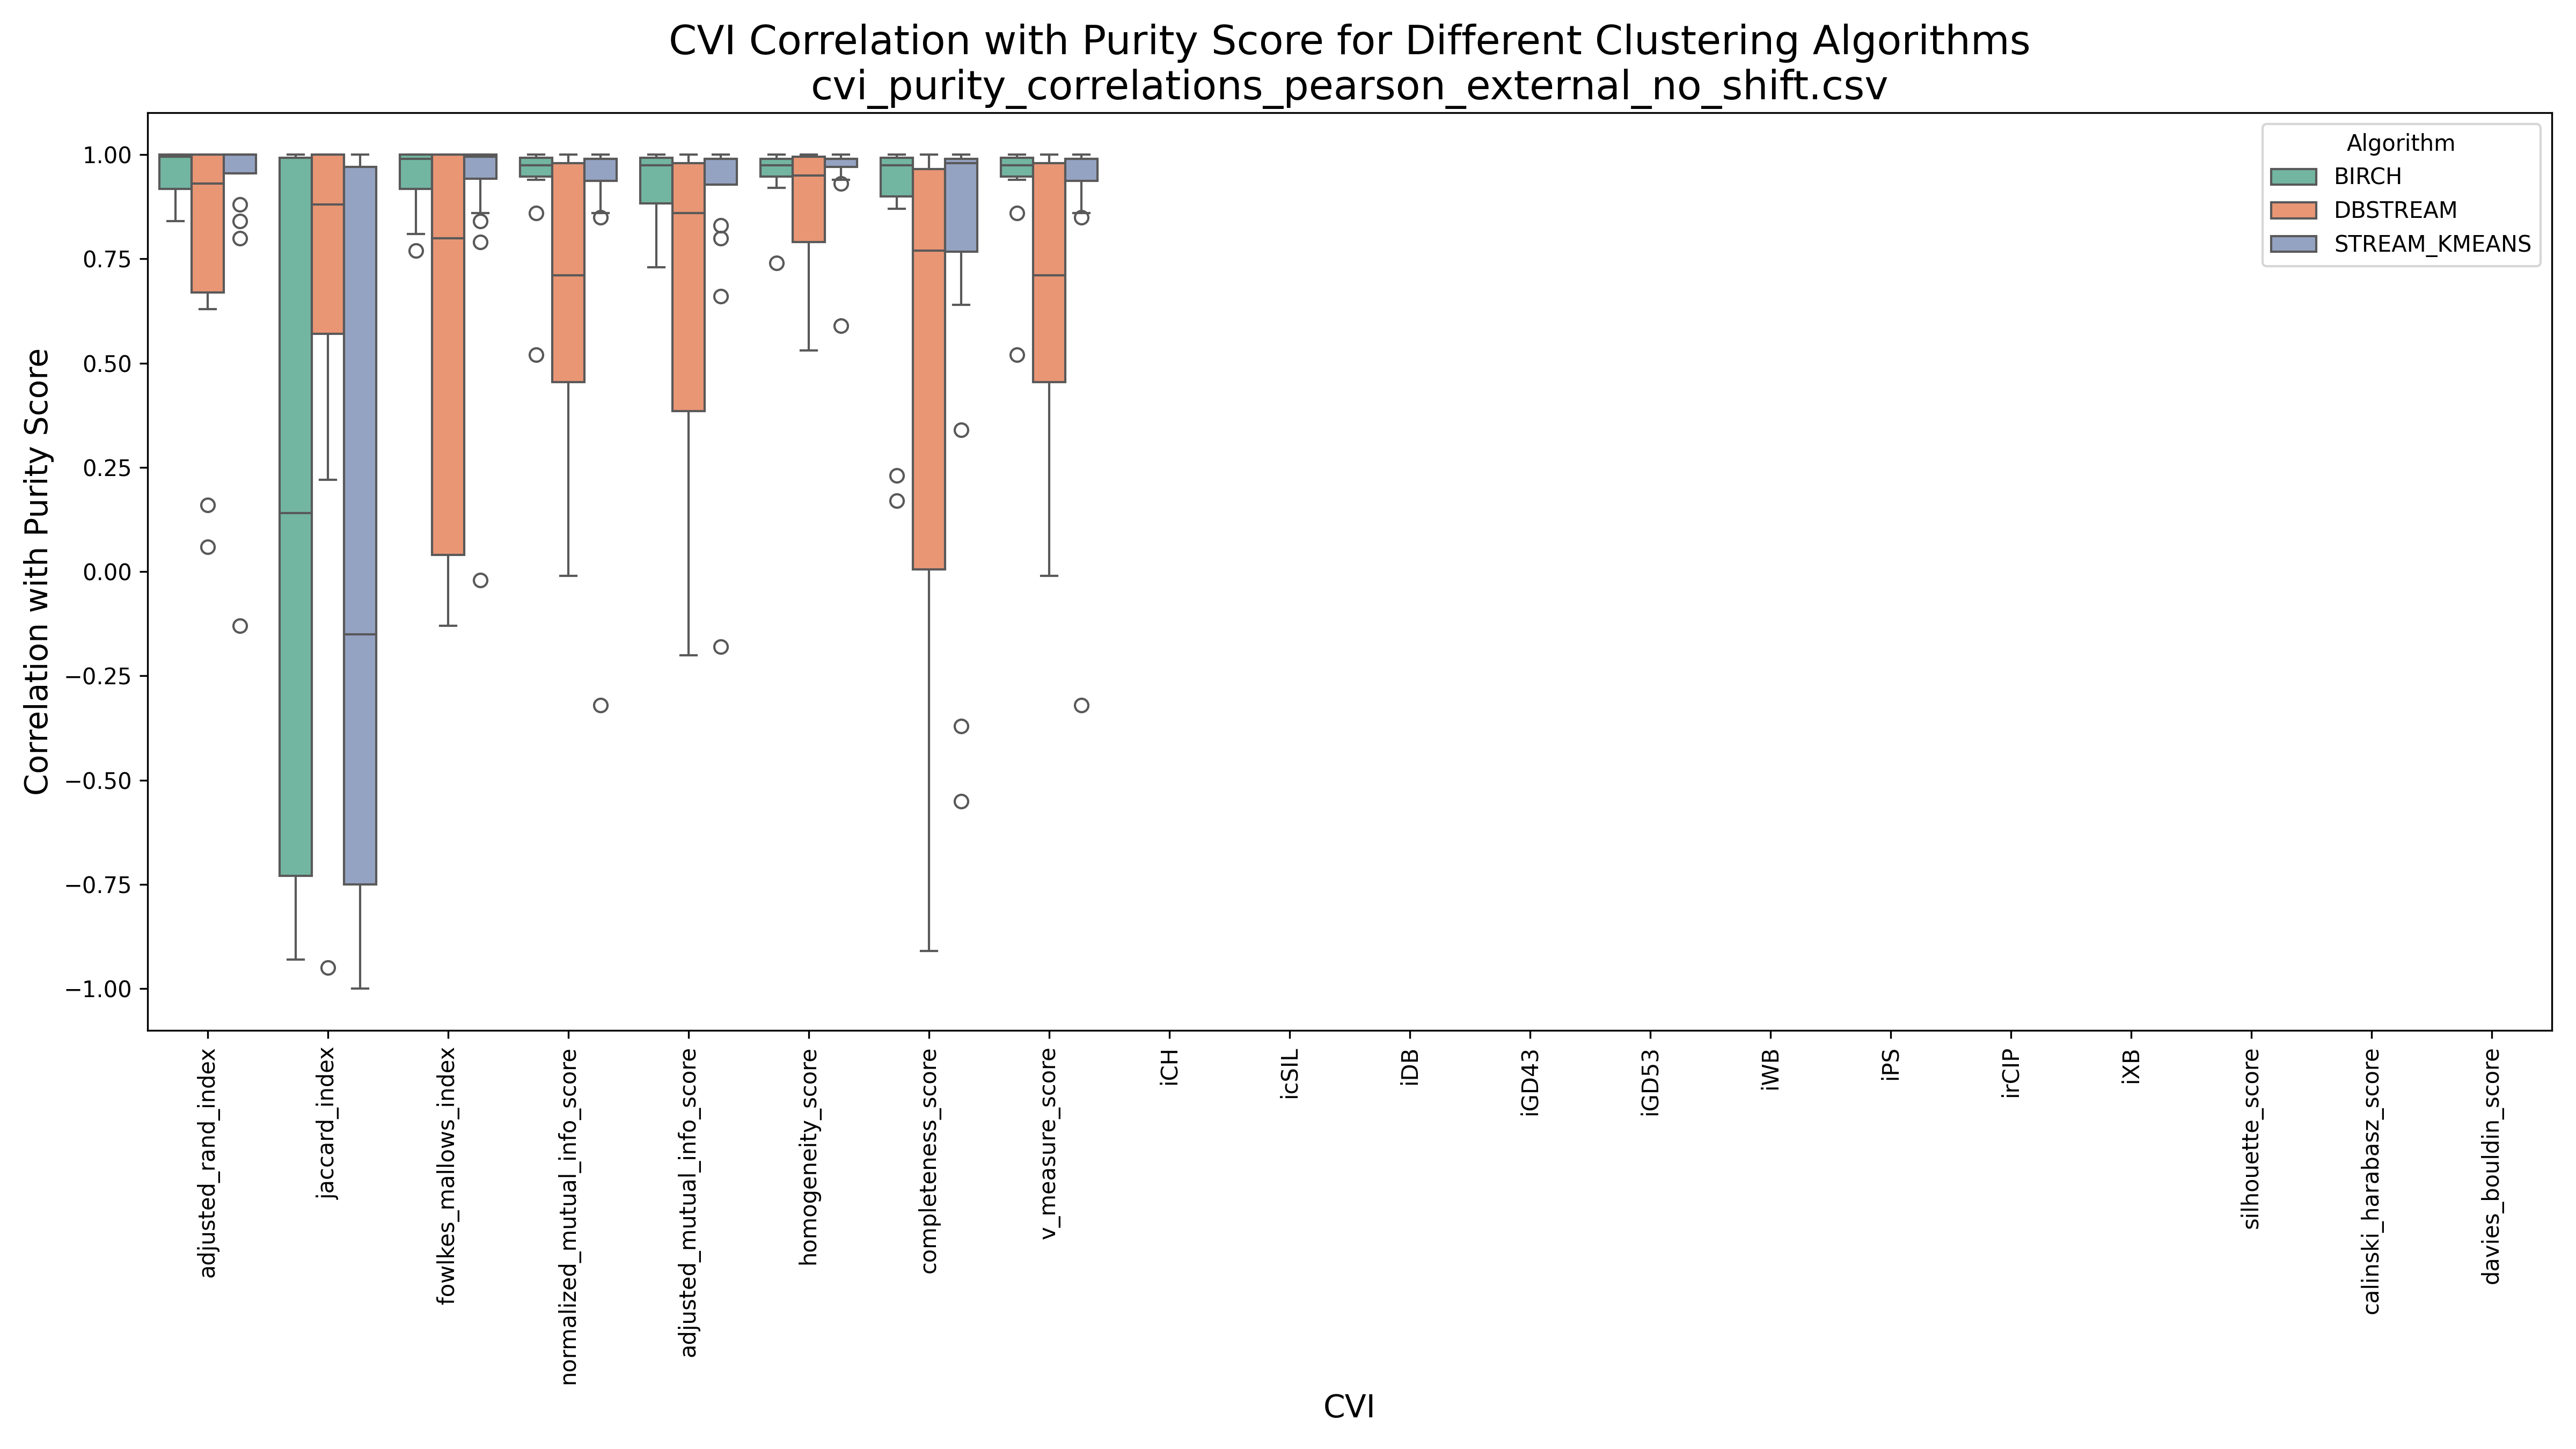 CVI Correlation with Purity Score for Different Clustering Algorithms
cvi_purity_correlations_pearson_external_no_shift.csv
Algorithm
BIRCH
DBSTREAM
STREAM_KMEANS
Correlation with Purity Score
1.00
0.75
0.50
0.25
0.00
−0.25
−0.50
−0.75
−1.00
adjusted_rand_index
jaccard_index
fowlkes_mallows_index
normalized_mutual_info_score
adjusted_mutual_info_score
homogeneity_score
completeness_score
v_measure_score
iCH
icSIL
iDB
iGD43
iGD53
iWB
iPS
irCIP
iXB
silhouette_score
calinski_harabasz_score
davies_bouldin_score
CVI